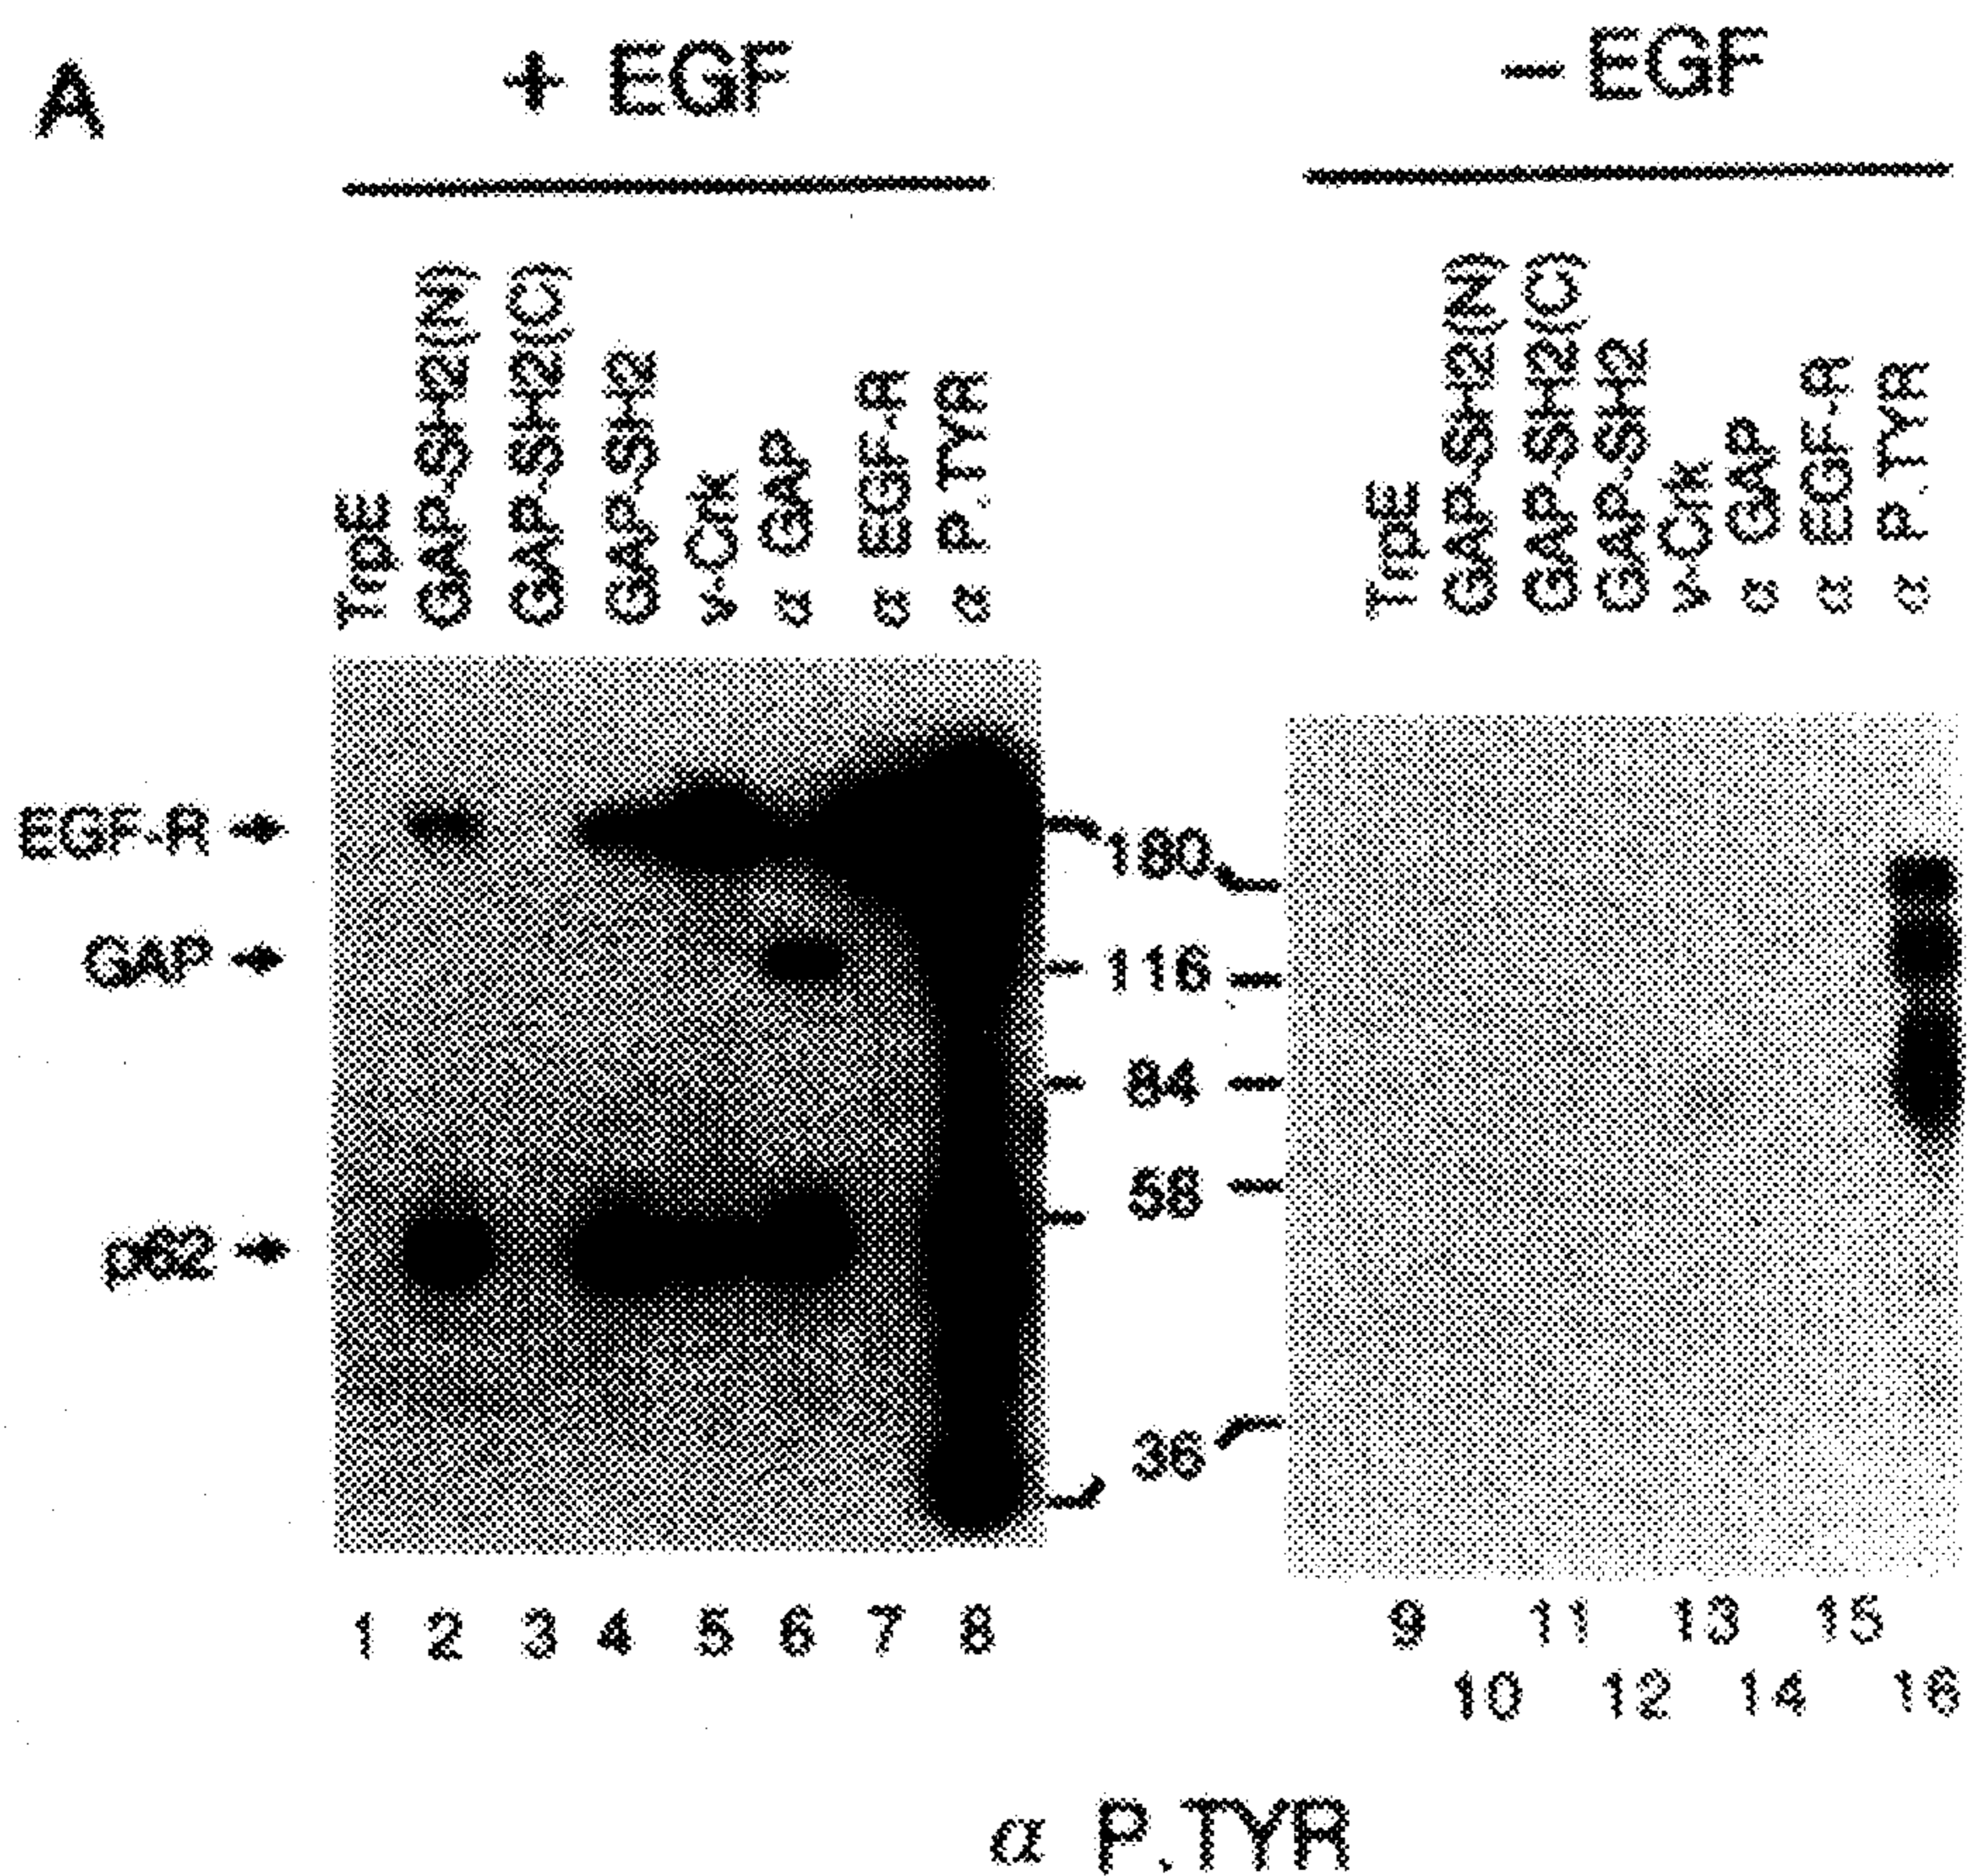 A
+ EGF
- EGF
TrpE
GAP-SH2(N)
GAP-SH2(C)
GAP-SH2
v-Crk
α GAP
α EGF-R
α P.TYR
TrpE
GAP-SH2(N)
GAP-SH2(C)
GAP-SH2
v-Crk
α GAP
α EGF-R
α P.TYR
EGF-R
GAP
p62
180
116
84
58
36
1 2 3 4 5 6 7 8
9 11 13 15
10 12 14 16
α P.TYR